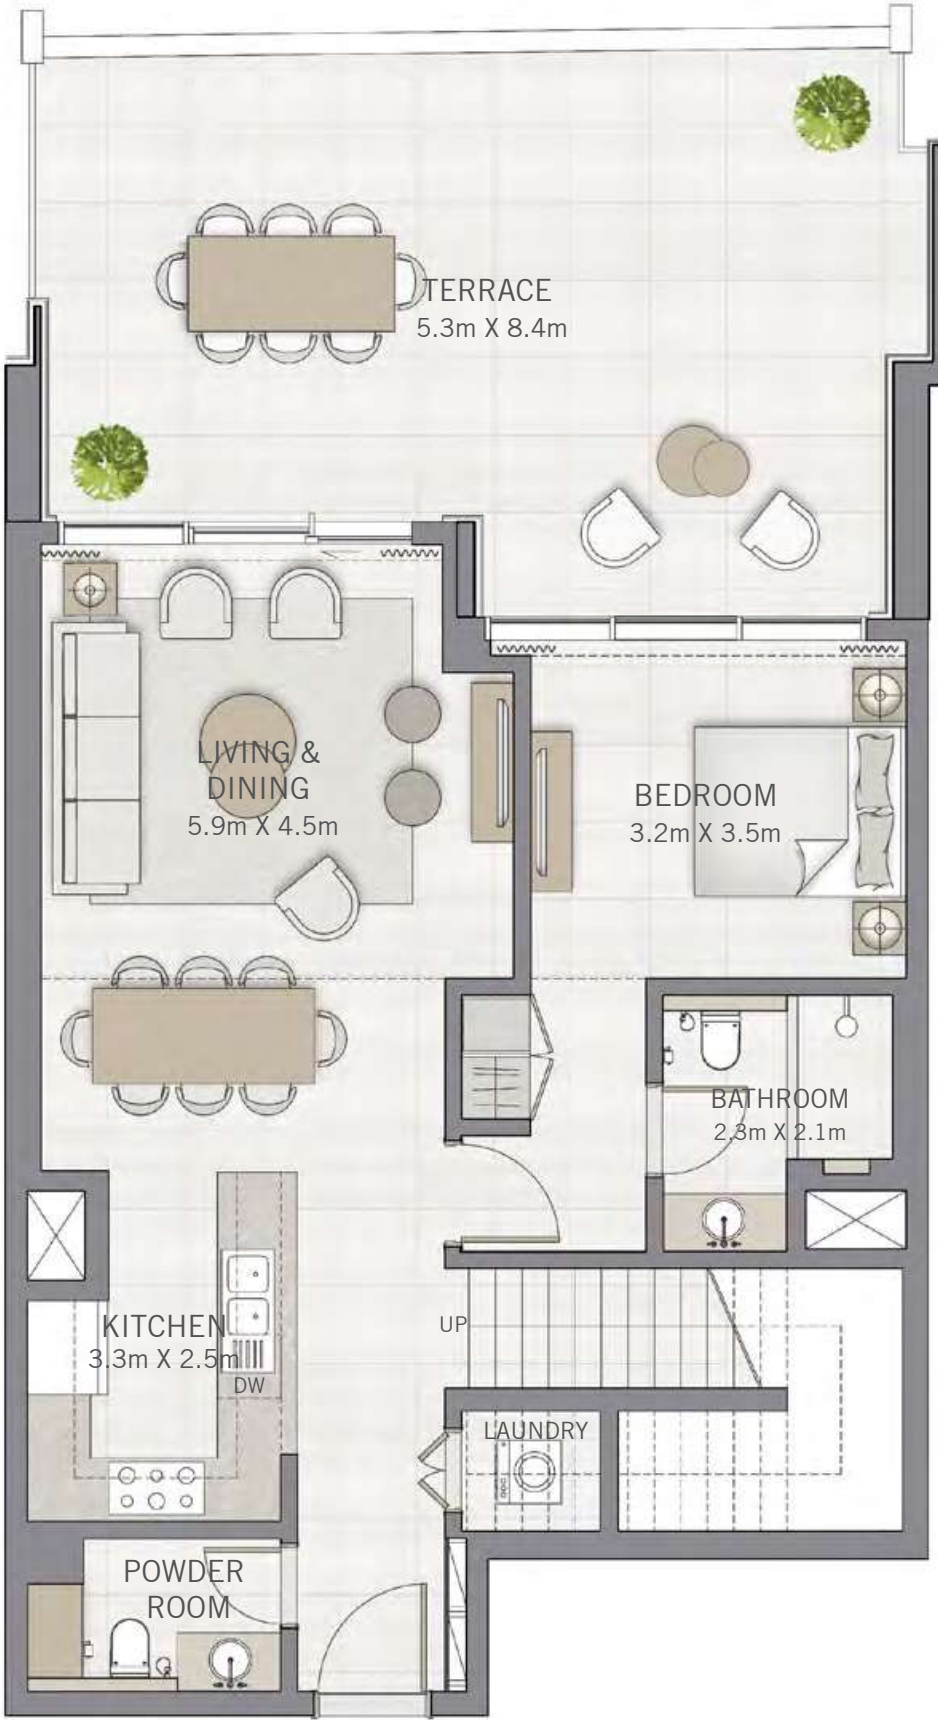 TERRACE
5.3m X 8.4m
LIVING &
DINING
5.9m X 4.5m
BEDROOM
3.2m X 3.5m
BATHROOM
2.3m X 2.1m
KITCHEN
3.3m X 2.5m
DW
UP
LAUNDRY
POWDER
ROOM